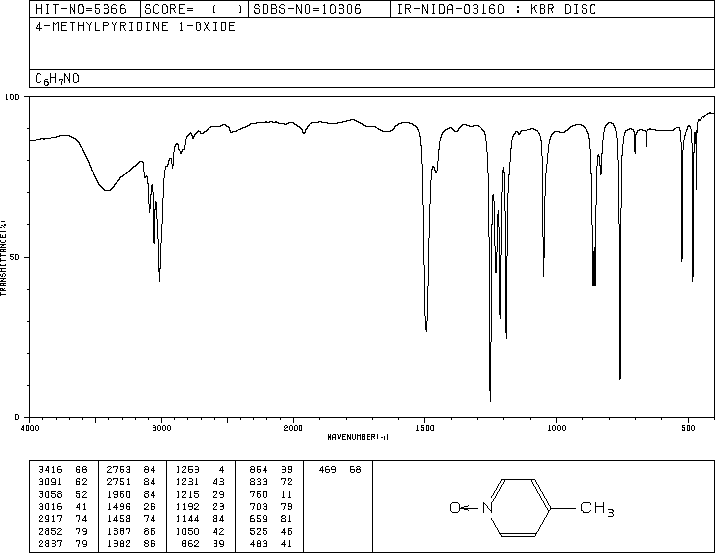 HIT-NO=5366 SCORE= ( ) SDBS-NO=10306 IR-NIDA-03160 : KBR DISC
4-METHYLPYRIDINE 1-OXIDE
C6H7NO
100
50
0
TRANSMITTANCE(%)
4000 3000 2000 1500 1000 500
WAVENUMBER(-1)
3416 68 2763 84 1253 4 864 39 469 68
3091 62 2751 84 1231 43 833 72
3058 52 1960 84 1215 29 760 11
3016 41 1496 26 1192 23 703 79
2917 74 1458 74 1144 84 659 81
2852 79 1387 86 1050 42 525 46
2837 79 1382 86 862 39 483 41
O N CH3